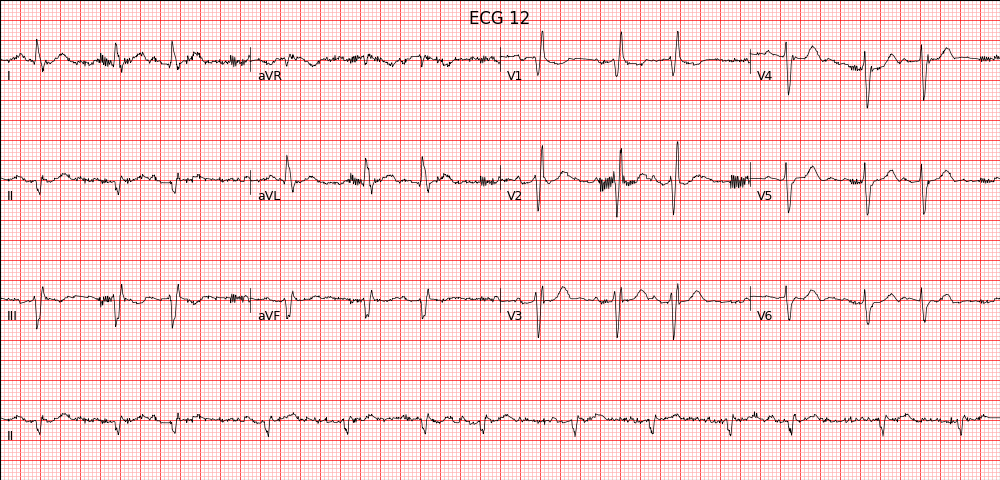 ECG 12
I aVR V1 V4
II aVL V2 V5
III aVF V3 V6
II